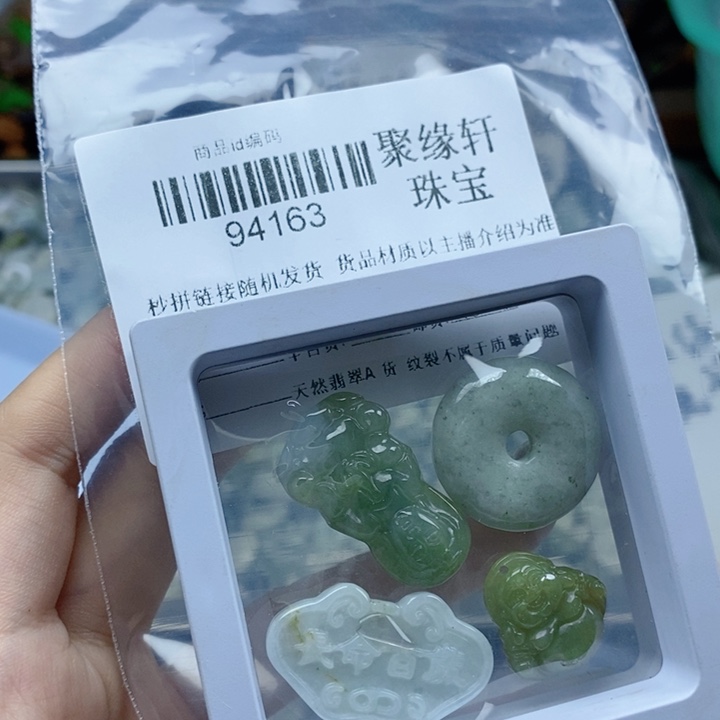 商品id编码
聚缘轩
珠宝
94163
秒拼链接随机发货 货品材质以主播介绍为准
天然翡翠A 货 纹裂不属于质量问题